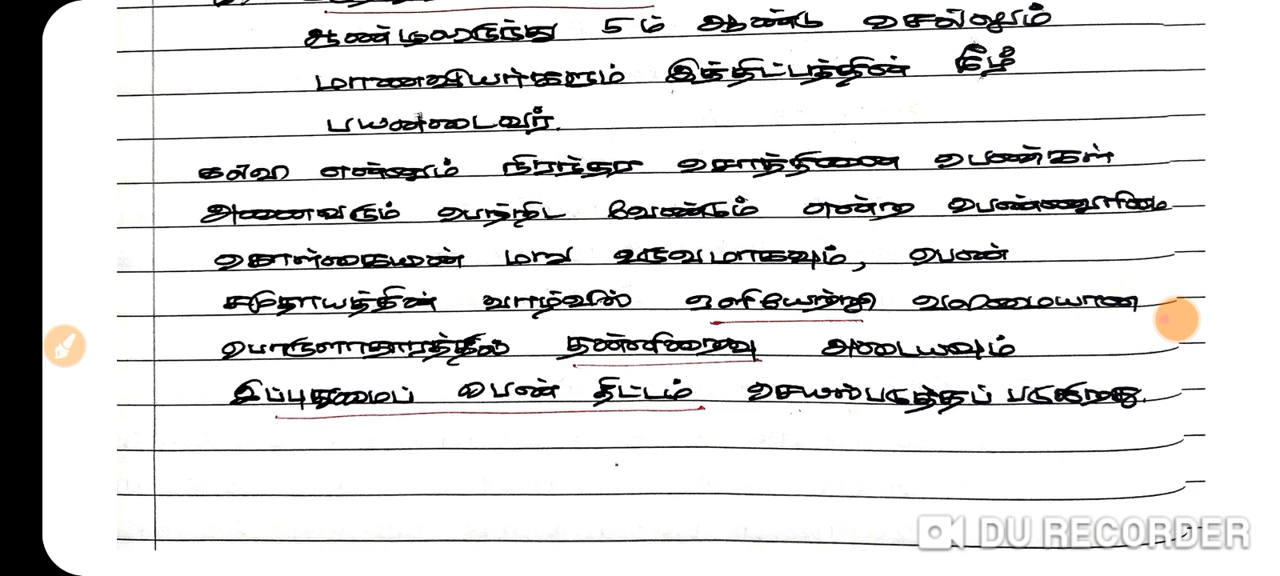 ஆண்டிலிருந்து 5ம் ஆண்டு செல்லும்
மாணவியர்களும் இத்திட்டத்தின் கீழ்
பயனடைவர்.
கல்வி என்னும் நிரந்தர சொத்தினை பெண்கள்
அனைவரும் பெற்றிட வேண்டும் என்ற பெண்ணுரிமை
கொள்கையின் மறு உருவமாகவும், பெண்
சமுதாயத்தின் வாழ்வில் ஒளியேற்றி வலிமையான
பொருளாதாரத்தில் தன்னிறைவு அடையவும்
இப்புதுமைப் பெண் திட்டம் செயல்படுத்தப் படுகிறது.
DU RECORDER